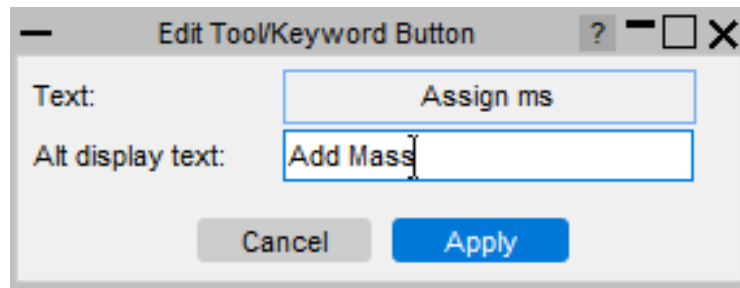 Edit Tool/Keyword Button ?
Text: Assign ms
Alt display text: Add Mass
Cancel Apply